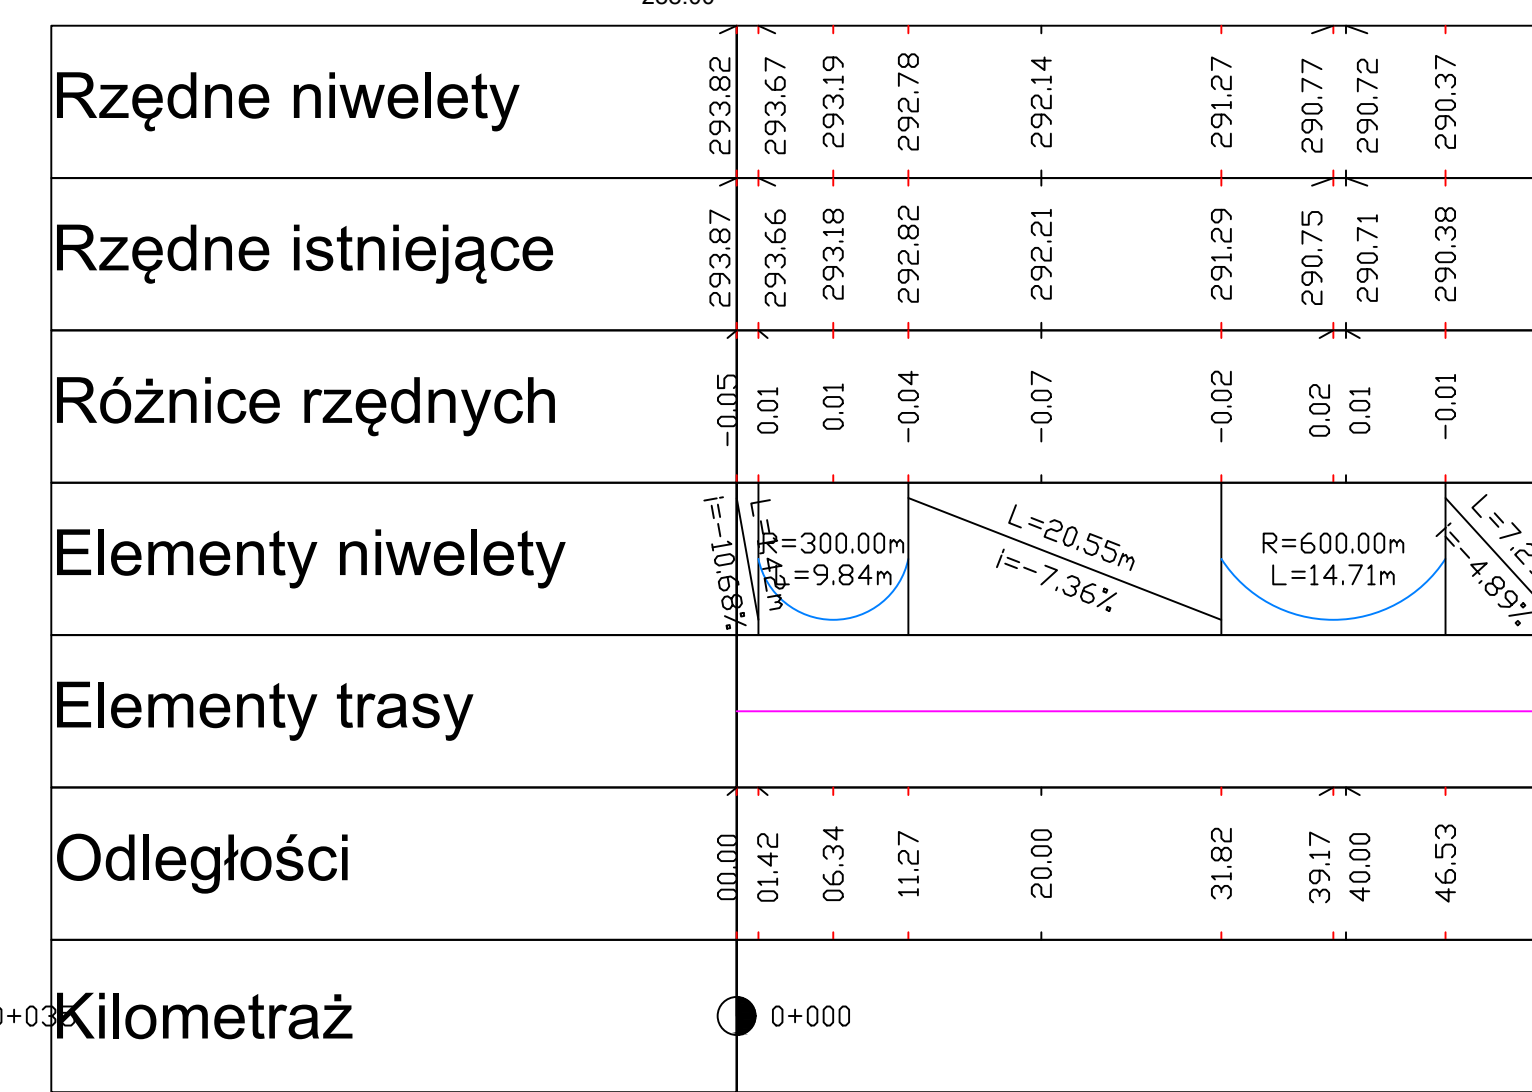 Rzędne niwelety 293.82 293.67 293.19 292.78 292.14 291.27 290.77 290.72 290.37
Rzędne istniejące 293.87 293.66 293.18 292.82 292.21 291.29 290.75 290.71 290.38
Różnice rzędnych -0.05 0.01 0.01 -0.04 -0.07 -0.02 0.02 0.01 -0.01
Elementy niwelety
i=-10.68%
L=1.42m
R=300.00m
L=9.84m
L=20.55m
i=-7.36%
R=600.00m
L=14.71m
i=-4.89%
Elementy trasy
Odległości 00.00 01.42 06.34 11.27 20.00 31.82 39.17 40.00 46.53
Kilometraż 0+000